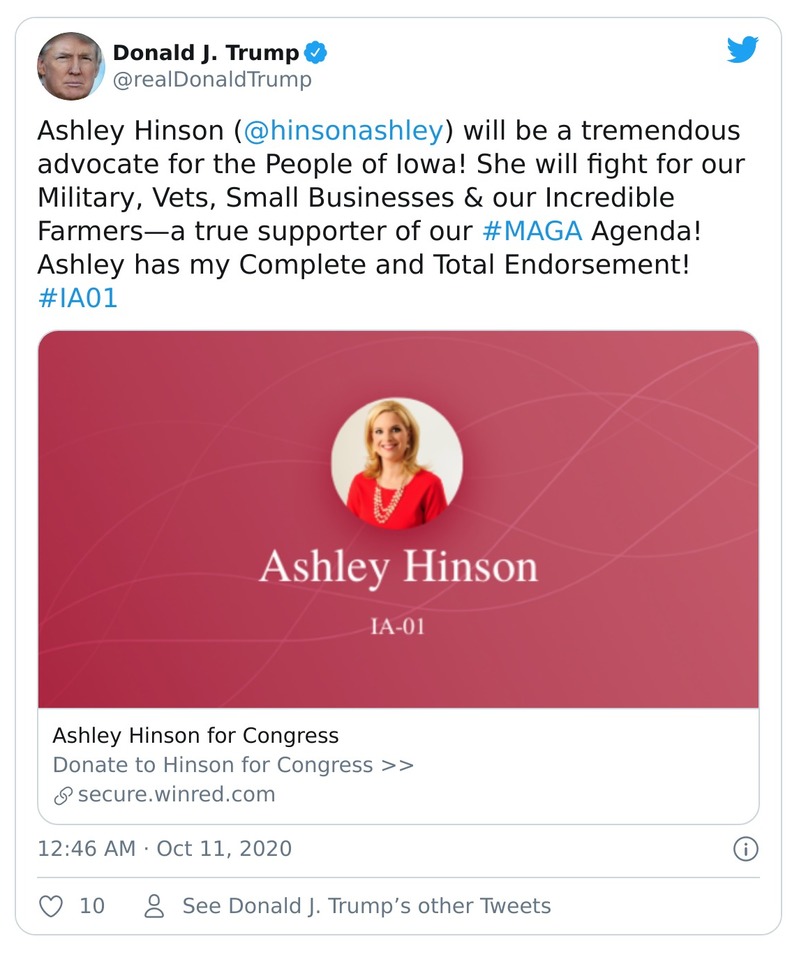 Donald J. Trump
@realDonaldTrump
Ashley Hinson (@hinsonashley) will be a tremendous
advocate for the People of Iowa! She will fight for our
Military, Vets, Small Businesses & our Incredible
Farmers—a true supporter of our #MAGA Agenda!
Ashley has my Complete and Total Endorsement!
#IA01
Ashley Hinson
IA-01
Ashley Hinson for Congress
Donate to Hinson for Congress >>
secure.winred.com
12:46 AM · Oct 11, 2020
10 See Donald J. Trump’s other Tweets